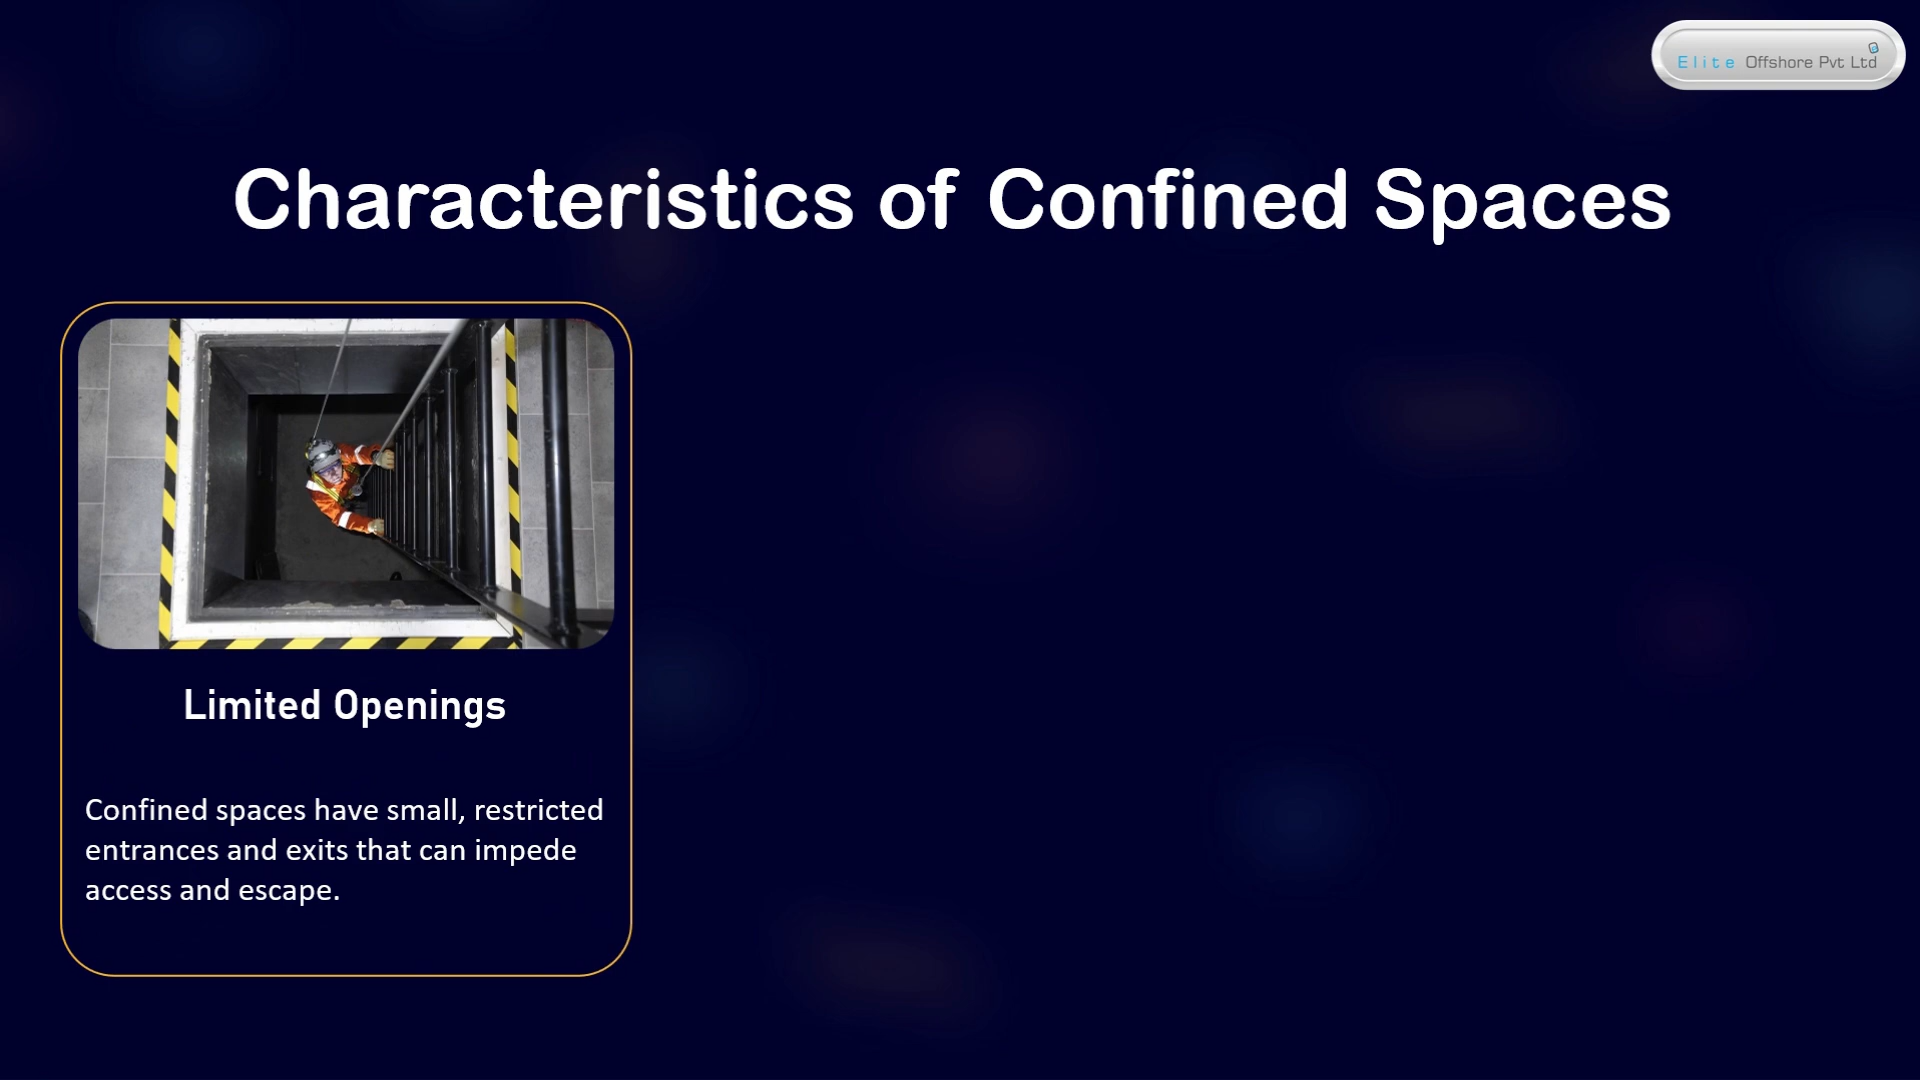 Elite Offshore Pvt Ltd
Characteristics of Confined Spaces
Limited Openings
Confined spaces have small, restricted
entrances and exits that can impede
access and escape.